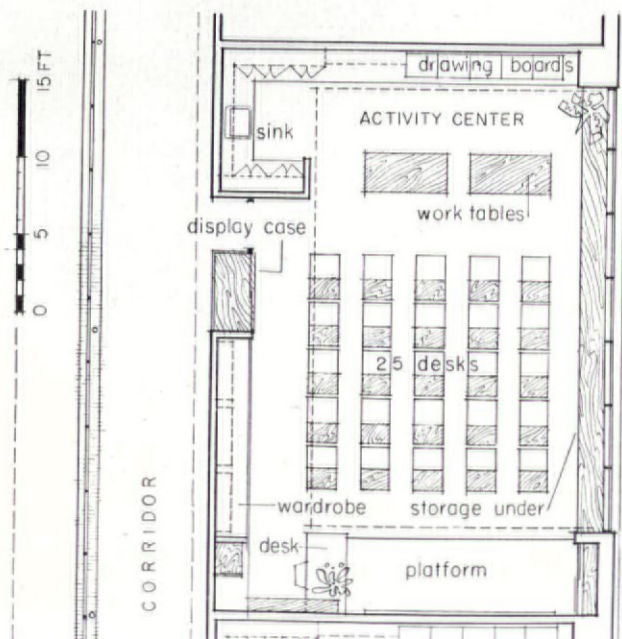 drawing boards
15 FT
sink
ACTIVITY CENTER
10
work tables
display case
5
0
25 desks
wardrobe
storage under
CORRIDOR
desk
platform